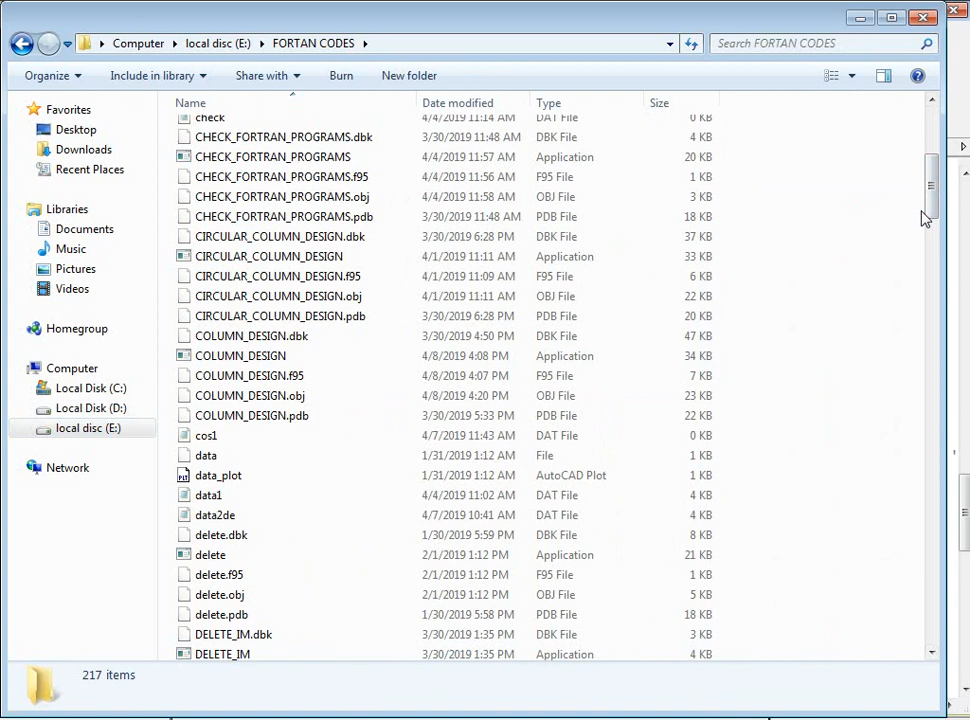 Computer local disc (E:) FORTAN CODES Search FORTAN CODES
Organize Include in library Share with Burn New folder
Favorites
Desktop
Downloads
Recent Places
Libraries
Documents
Music
Pictures
Videos
Homegroup
Computer
Local Disk (C:)
Local Disk (D:)
local disc (E:)
Network
Name Date modified Type Size
check 4/4/2019 11:14 AM DAT File 0 KB
CHECK_FORTRAN_PROGRAMS.dbk 3/30/2019 11:48 AM DBK File 4 KB
CHECK_FORTRAN_PROGRAMS 4/4/2019 11:57 AM Application 20 KB
CHECK_FORTRAN_PROGRAMS.f95 4/4/2019 11:56 AM F95 File 1 KB
CHECK_FORTRAN_PROGRAMS.obj 4/4/2019 11:58 AM OBJ File 3 KB
CHECK_FORTRAN_PROGRAMS.pdb 3/30/2019 11:48 AM PDB File 18 KB
CIRCULAR_COLUMN_DESIGN.dbk 3/30/2019 6:28 PM DBK File 37 KB
CIRCULAR_COLUMN_DESIGN 4/1/2019 11:11 AM Application 33 KB
CIRCULAR_COLUMN_DESIGN.f95 4/1/2019 11:09 AM F95 File 6 KB
CIRCULAR_COLUMN_DESIGN.obj 4/1/2019 11:11 AM OBJ File 22 KB
CIRCULAR_COLUMN_DESIGN.pdb 3/30/2019 6:28 PM PDB File 20 KB
COLUMN_DESIGN.dbk 3/30/2019 4:50 PM DBK File 47 KB
COLUMN_DESIGN 4/8/2019 4:08 PM Application 34 KB
COLUMN_DESIGN.f95 4/8/2019 4:07 PM F95 File 7 KB
COLUMN_DESIGN.obj 4/8/2019 4:20 PM OBJ File 23 KB
COLUMN_DESIGN.pdb 3/30/2019 5:33 PM PDB File 22 KB
cos1 4/7/2019 11:43 AM DAT File 0 KB
data 1/31/2019 1:12 AM File 1 KB
data_plot 1/31/2019 1:12 AM AutoCAD Plot 1 KB
data1 4/4/2019 11:02 AM DAT File 4 KB
data2de 4/7/2019 10:41 AM DAT File 4 KB
delete.dbk 1/30/2019 5:59 PM DBK File 8 KB
delete 2/1/2019 1:12 PM Application 21 KB
delete.f95 2/1/2019 1:12 PM F95 File 1 KB
delete.obj 2/1/2019 1:12 PM OBJ File 5 KB
delete.pdb 1/30/2019 5:58 PM PDB File 18 KB
DELETE_IM.dbk 3/30/2019 1:35 PM DBK File 3 KB
DELETE_IM 3/30/2019 1:35 PM Application 4 KB
217 items